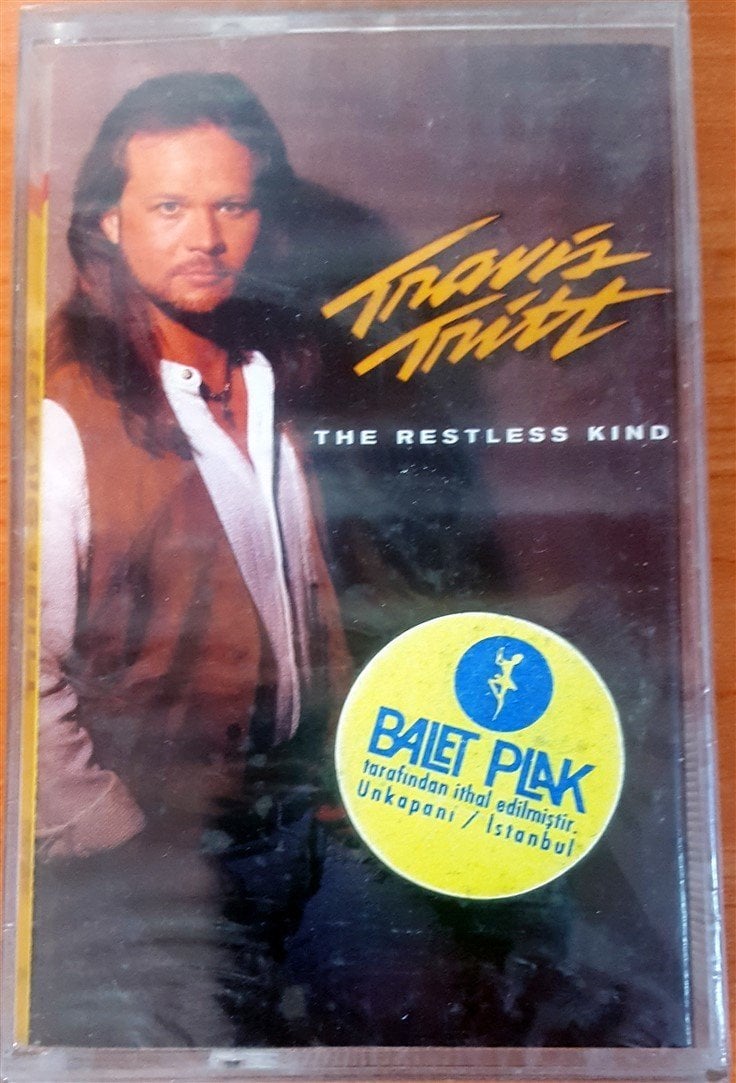 Travis
Tritt
THE RESTLESS KIND
BALET PLAK
tarafından ithal edilmiştir.
Unkapanı / İstanbul